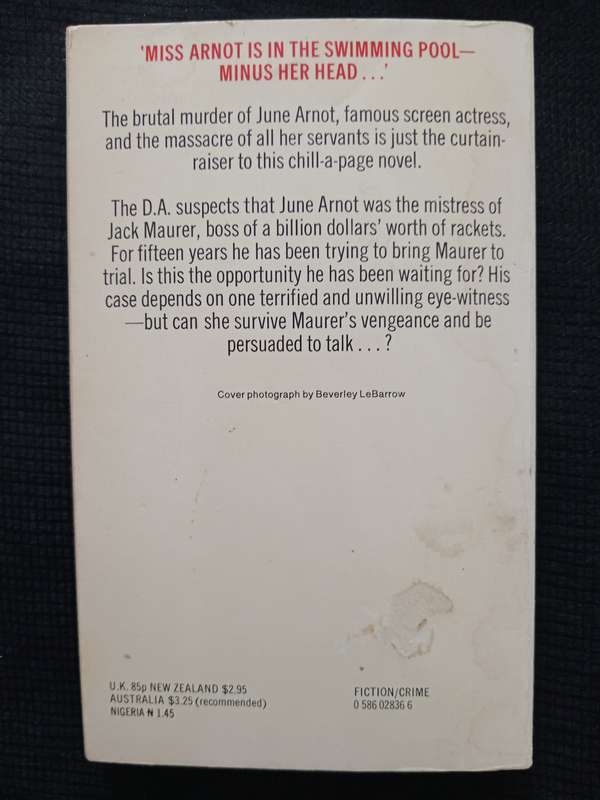 'MISS ARNOT IS IN THE SWIMMING POOL—
MINUS HER HEAD . . .'
The brutal murder of June Arnot, famous screen actress,
and the massacre of all her servants is just the curtain-
raiser to this chill-a-page novel.
The D.A. suspects that June Arnot was the mistress of
Jack Maurer, boss of a billion dollars' worth of rackets.
For fifteen years he has been trying to bring Maurer to
trial. Is this the opportunity he has been waiting for? His
case depends on one terrified and unwilling eye-witness
—but can she survive Maurer's vengeance and be
persuaded to talk . . . ?
Cover photograph by Beverley LeBarrow
U.K. 85p NEW ZEALAND $2.95
AUSTRALIA $3.25 (recommended)
NIGERIA ₦ 1.45
FICTION/CRIME
0 586 02836 6